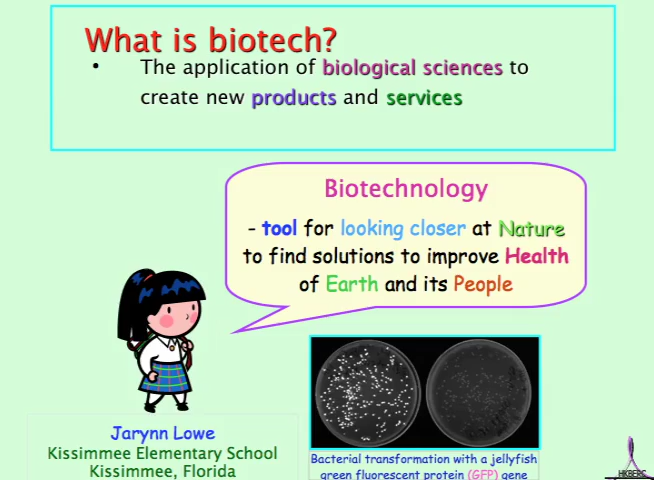 What is biotech?
• The application of biological sciences to
create new products and services
Biotechnology
- tool for looking closer at Nature
to find solutions to improve Health
of Earth and its People
Jarynn Lowe
Kissimmee Elementary School
Kissimmee, Florida
Bacterial transformation with a jellyfish
green fluorescent protein (GFP) gene
HKBERC